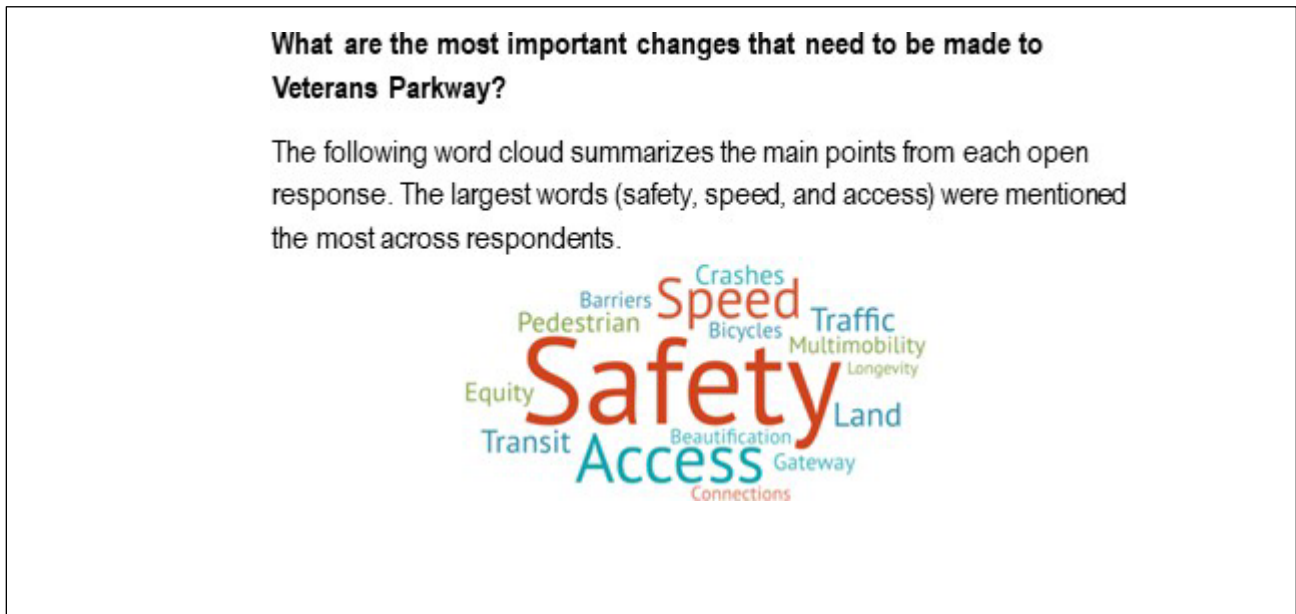 What are the most important changes that need to be made to
Veterans Parkway?
The following word cloud summarizes the main points from each open
response. The largest words (safety, speed, and access) were mentioned
the most across respondents.
Crashes
Barriers
Speed
Pedestrian
Bicycles
Traffic
Multimobility
Safety
Longevity
Equity
Land
Transit
Beautification
Access
Gateway
Connections